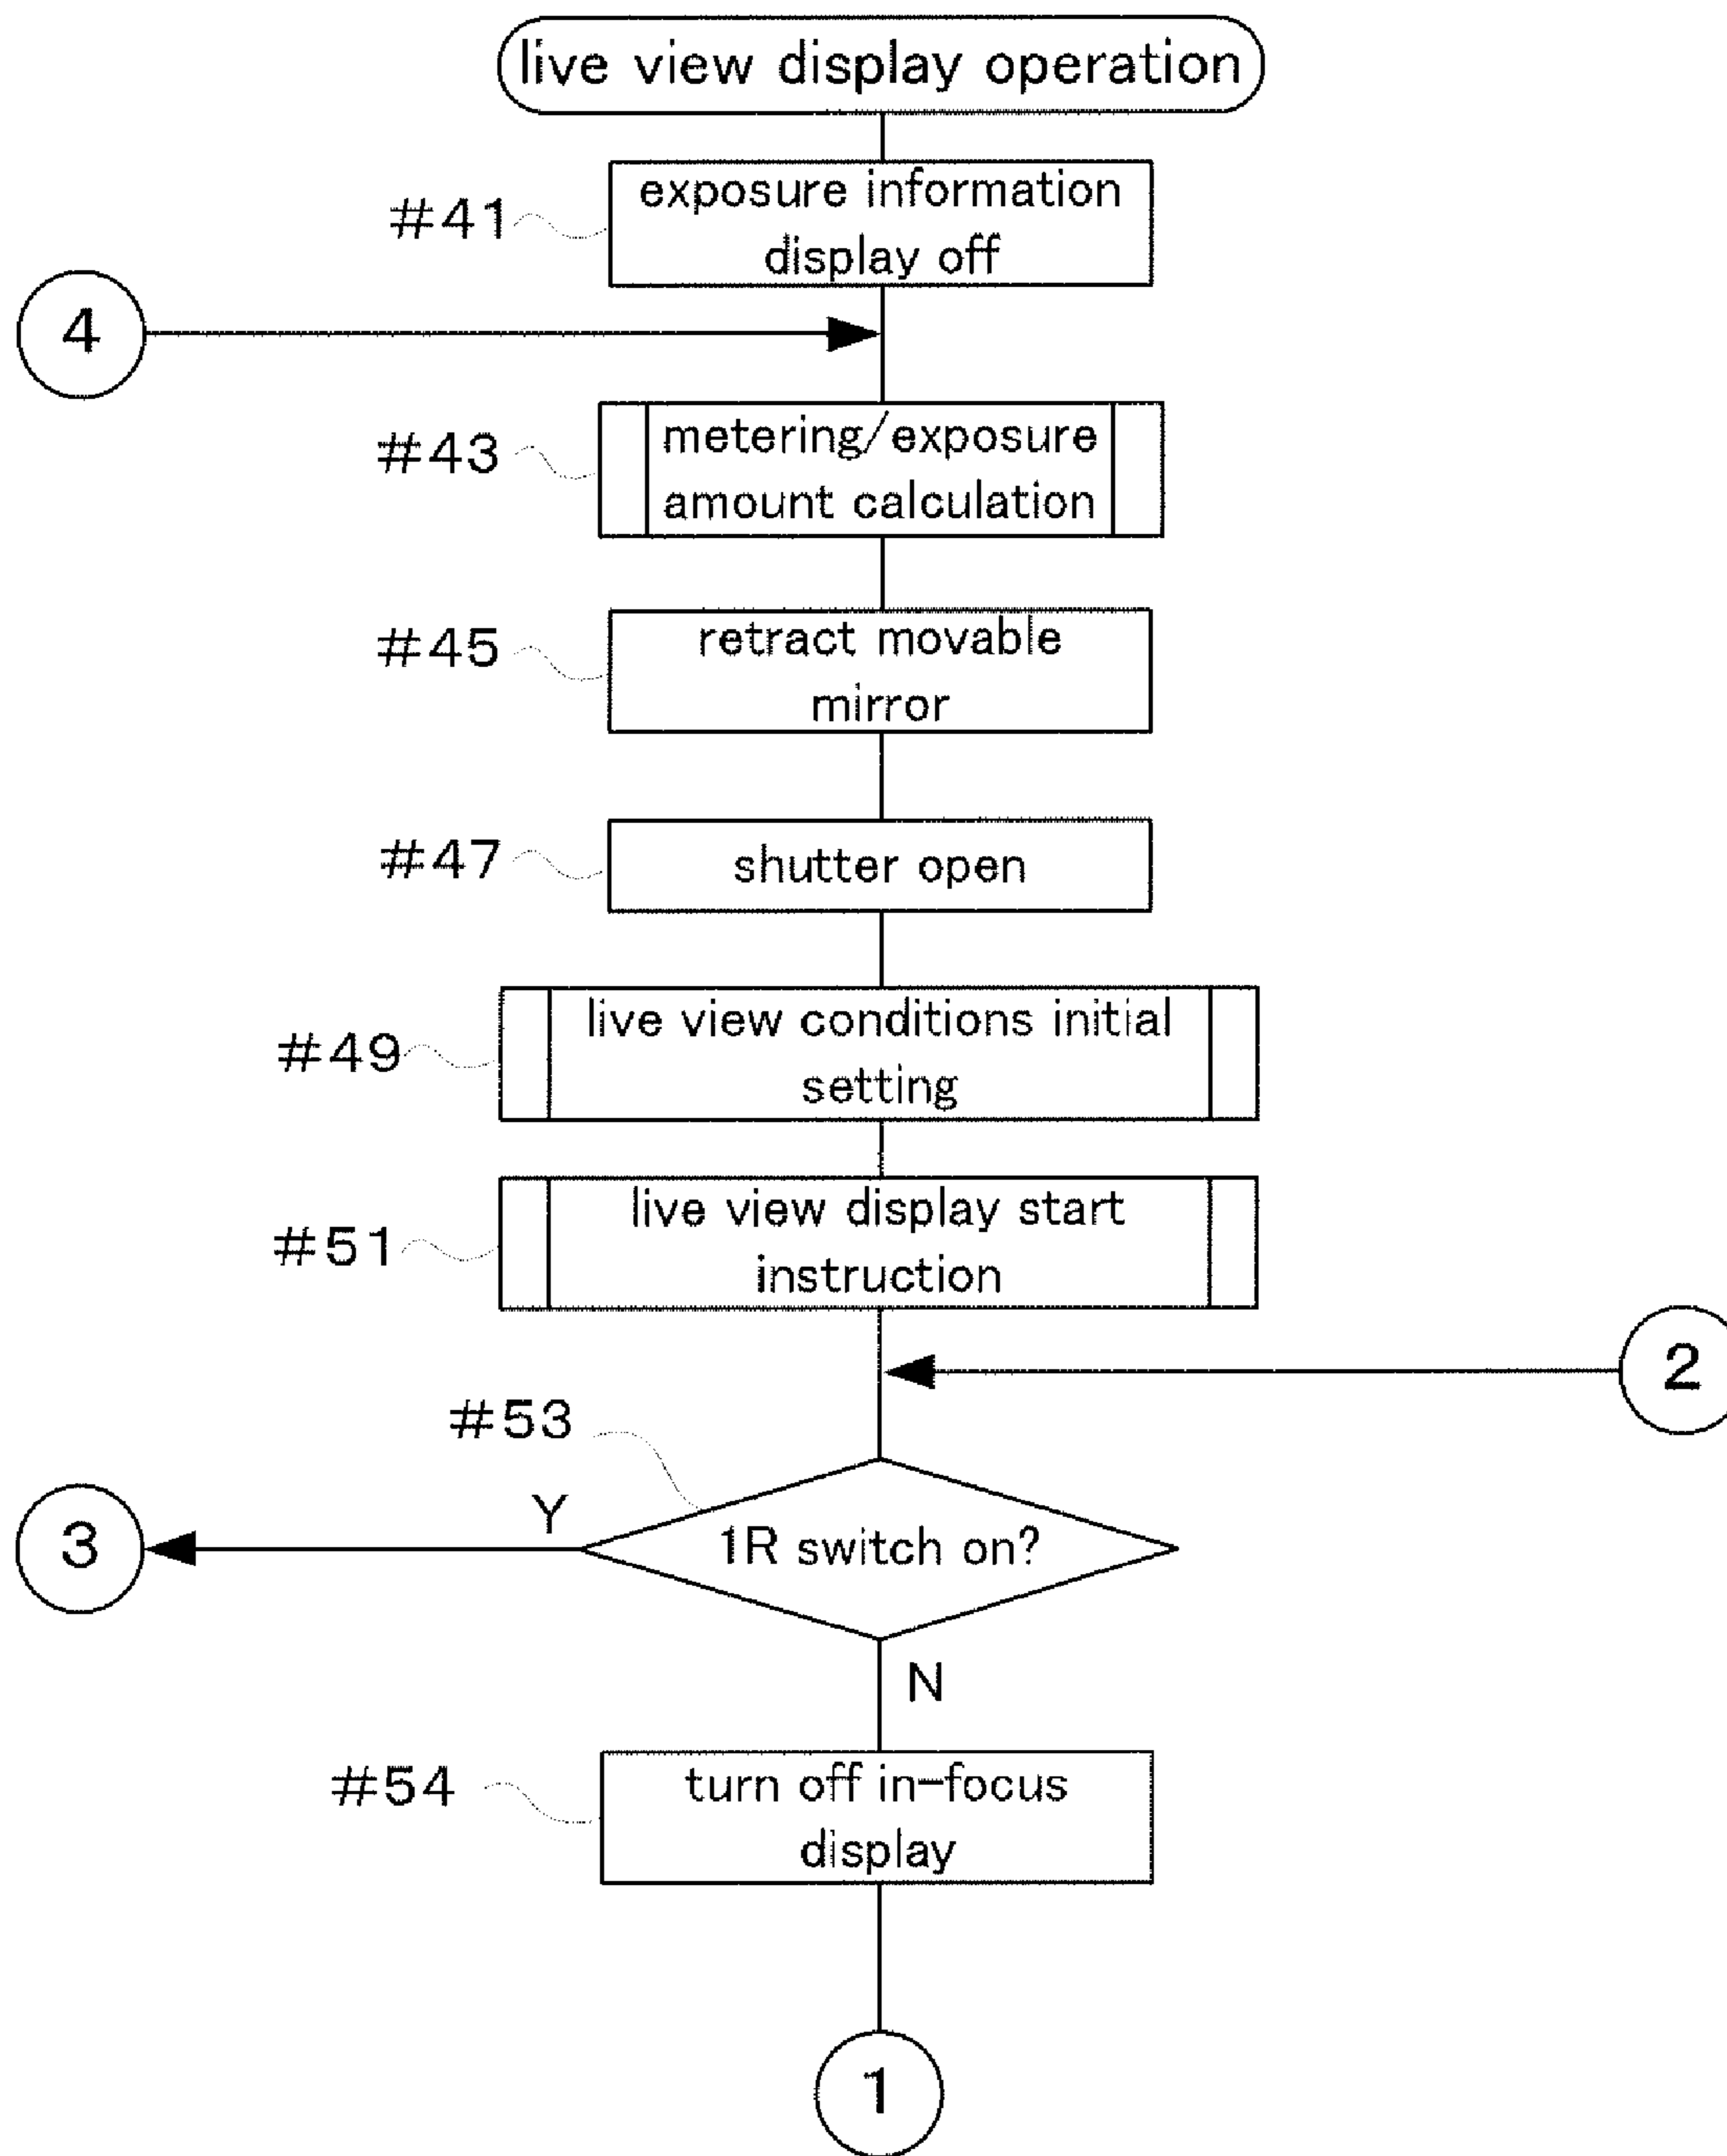 live view display operation
#41
exposure information
display off
4
#43
metering/exposure
amount calculation
#45
retract movable
mirror
#47
shutter open
#49
live view conditions initial
setting
#51
live view display start
instruction
2
#53
Y
3
1R switch on?
N
#54
turn off in-focus
display
1